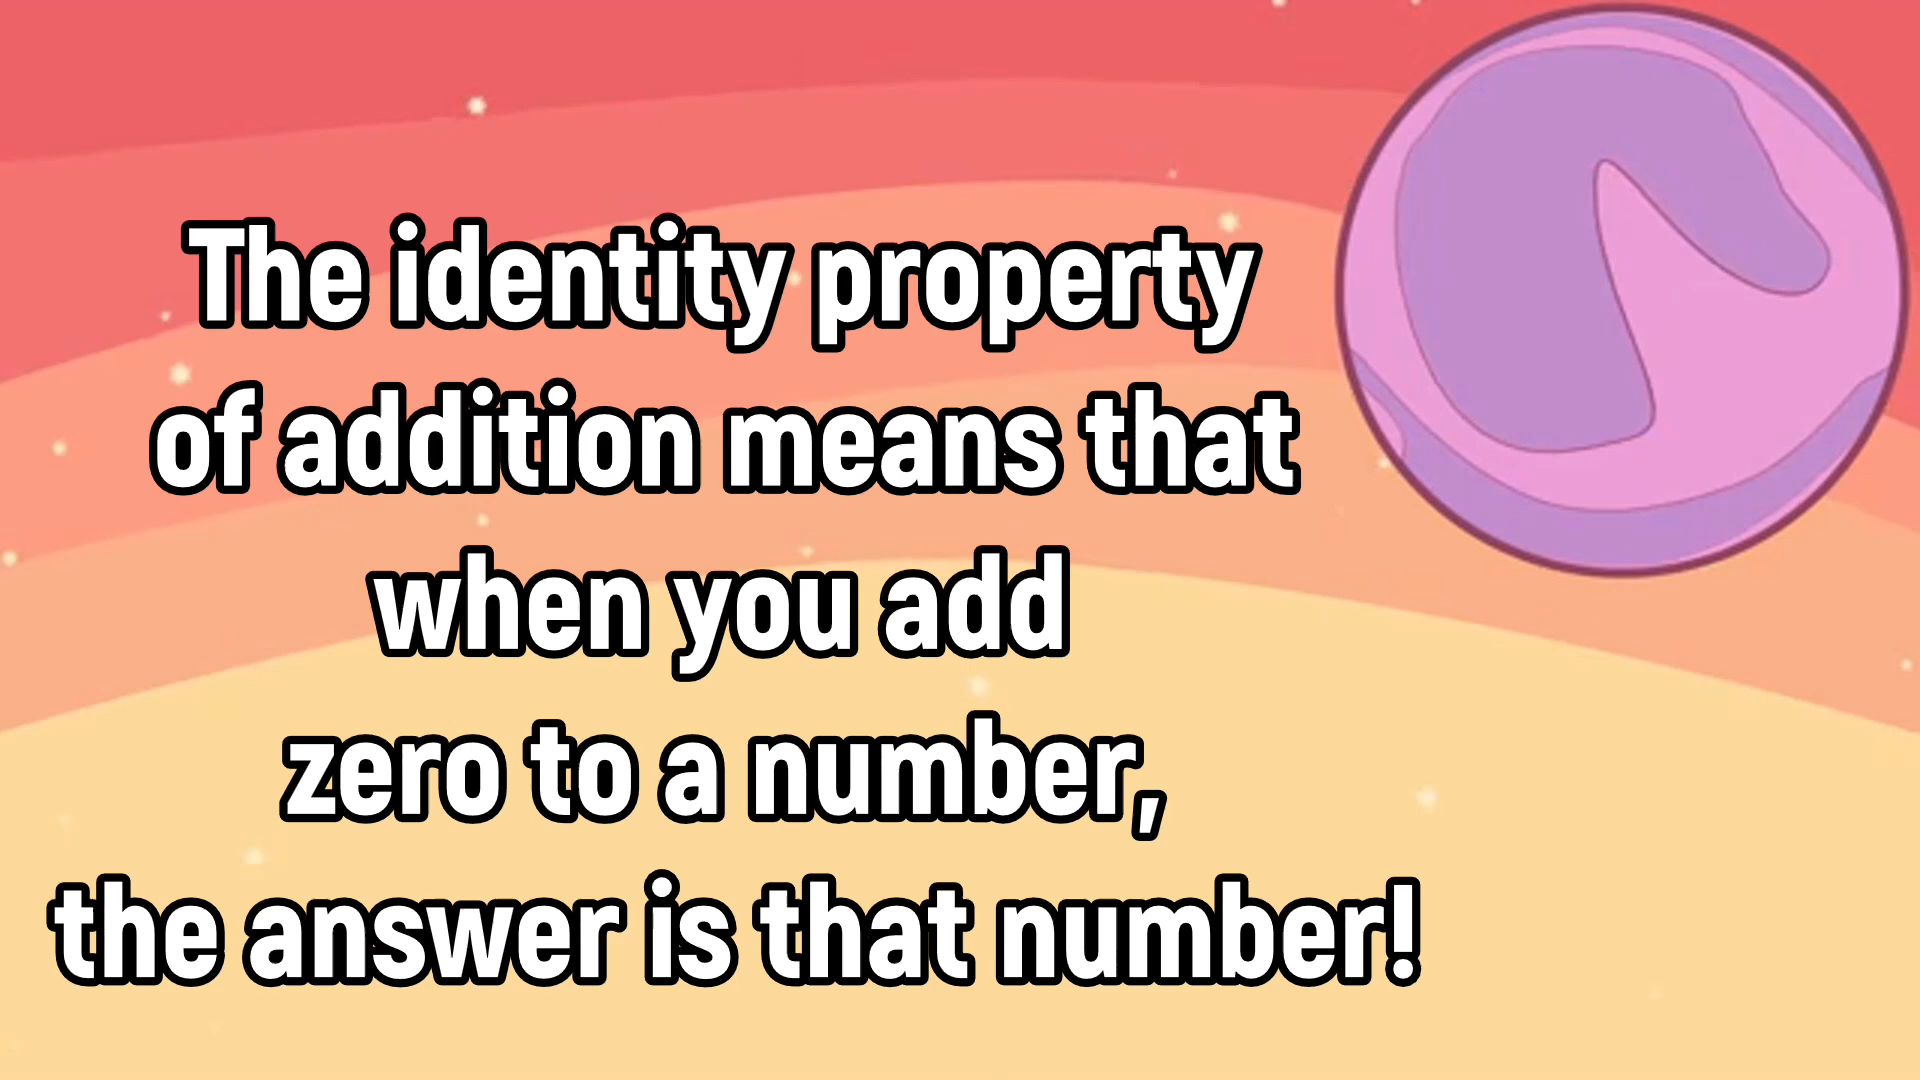 The identity property
of addition means that
when you add
zero to a number,
the answer is that number!